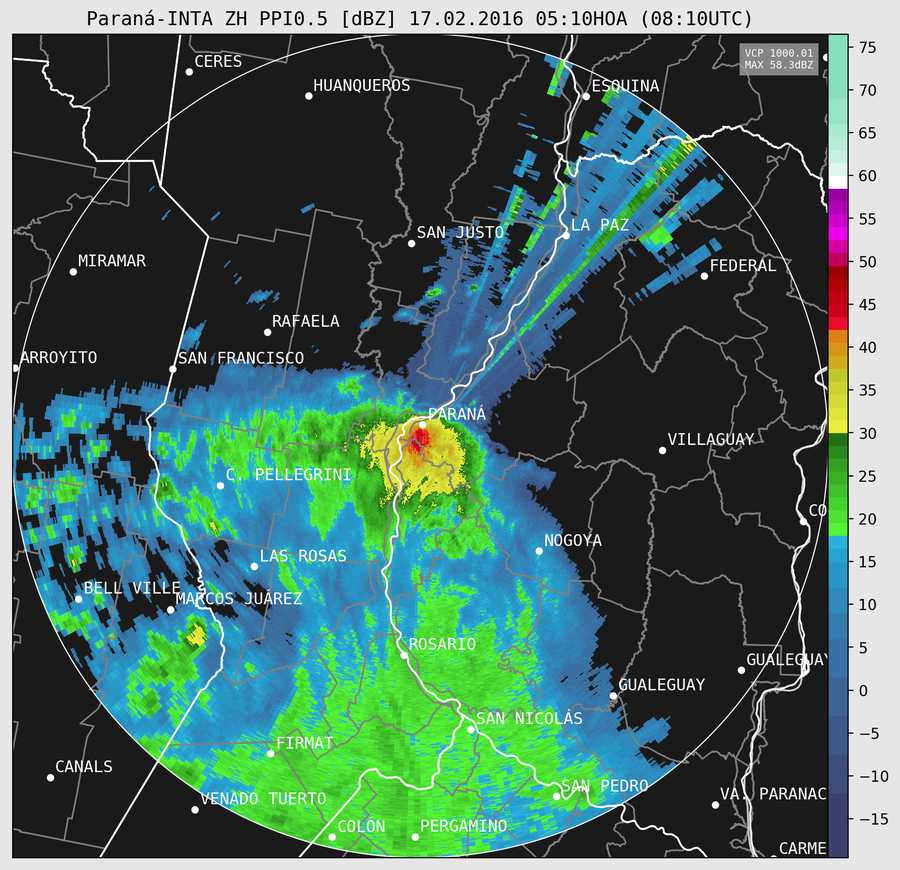 Paraná-INTA ZH PPI0.5 [dBZ] 17.02.2016 05:10HOA (08:10UTC)
VCP 1000.01
MAX 58.3dBZ
CERES
HUANQUEROS
ESQUINA
SAN JUSTO
LA PAZ
MIRAMAR
FEDERAL
RAFAELA
ARROYITO
SAN FRANCISCO
PARANÁ
VILLAGUAY
C. PELLEGRINI
CO
NOGOYA
LAS ROSAS
BELL VILLE
MARCOS JUÁREZ
ROSARIO
GUALEGUAY
GUALEGUAY
SAN NICOLÁS
FIRMAT
CANALS
SAN PEDRO
VENADO TUERTO
VA. PARANAC
COLÓN
PERGAMINO
CARME
75
70
65
60
55
50
45
40
35
30
25
20
15
10
5
0
−5
−10
−15